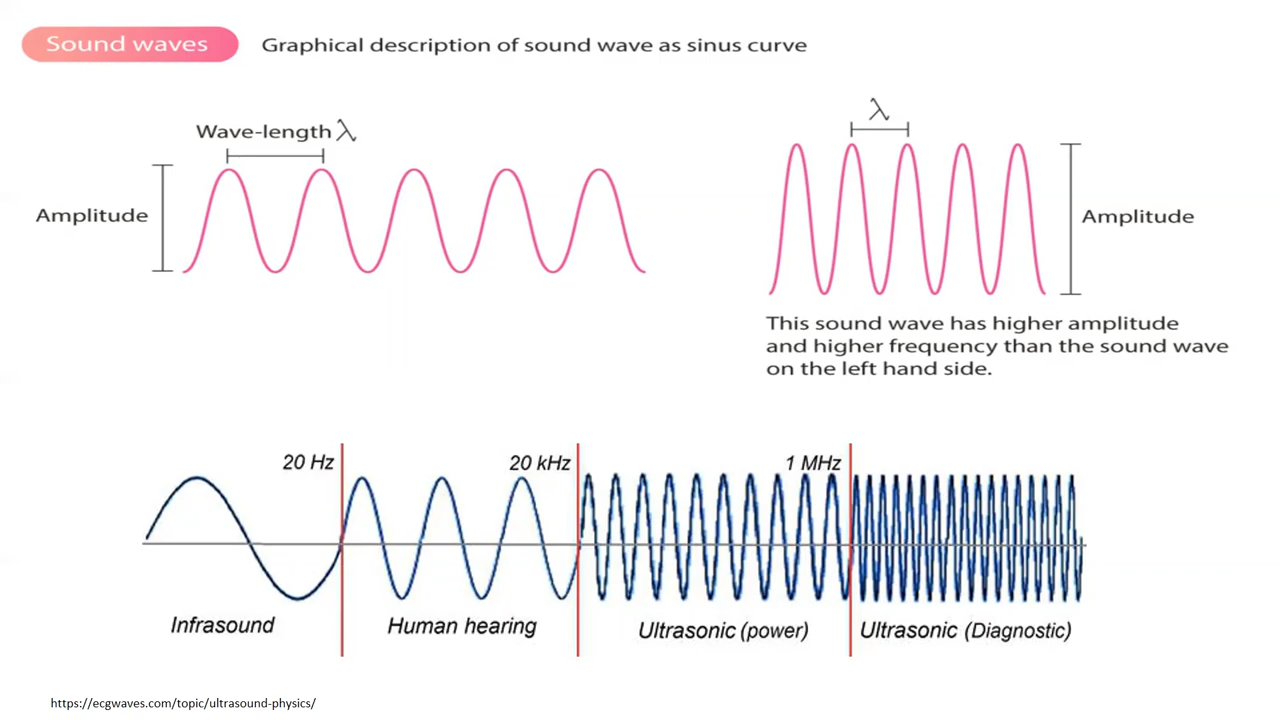 Sound waves
Graphical description of sound wave as sinus curve
Wave-length λ
λ
Amplitude
Amplitude
This sound wave has higher amplitude
and higher frequency than the sound wave
on the left hand side.
20 Hz
20 kHz
1 MHz
Infrasound
Human hearing
Ultrasonic (power)
Ultrasonic (Diagnostic)
https://ecgwaves.com/topic/ultrasound-physics/